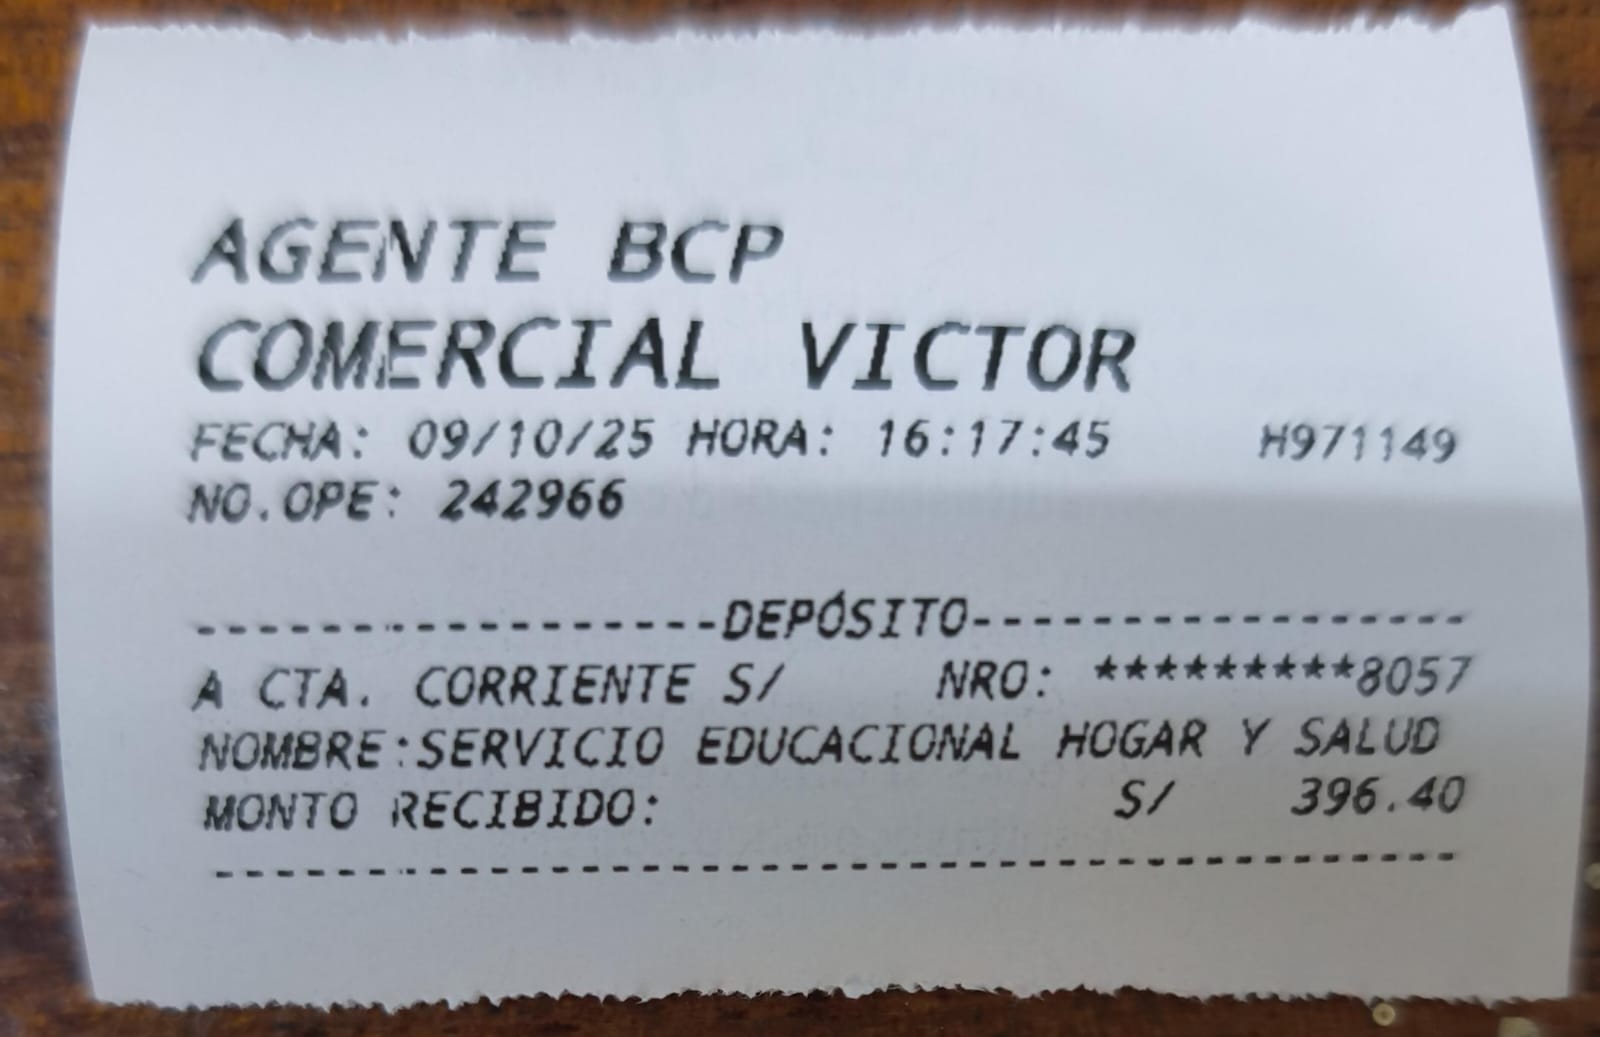 AGENTE BCP
COMERCIAL VICTOR
FECHA: 09/10/25 HORA: 16:17:45 H971149
NO.OPE: 242966
------------------DEPÓSITO-----------------
A CTA. CORRIENTE S/ NRO: *********8057
NOMBRE:SERVICIO EDUCACIONAL HOGAR Y SALUD
MONTO RECIBIDO: S/ 396.40
-----------------------------------------